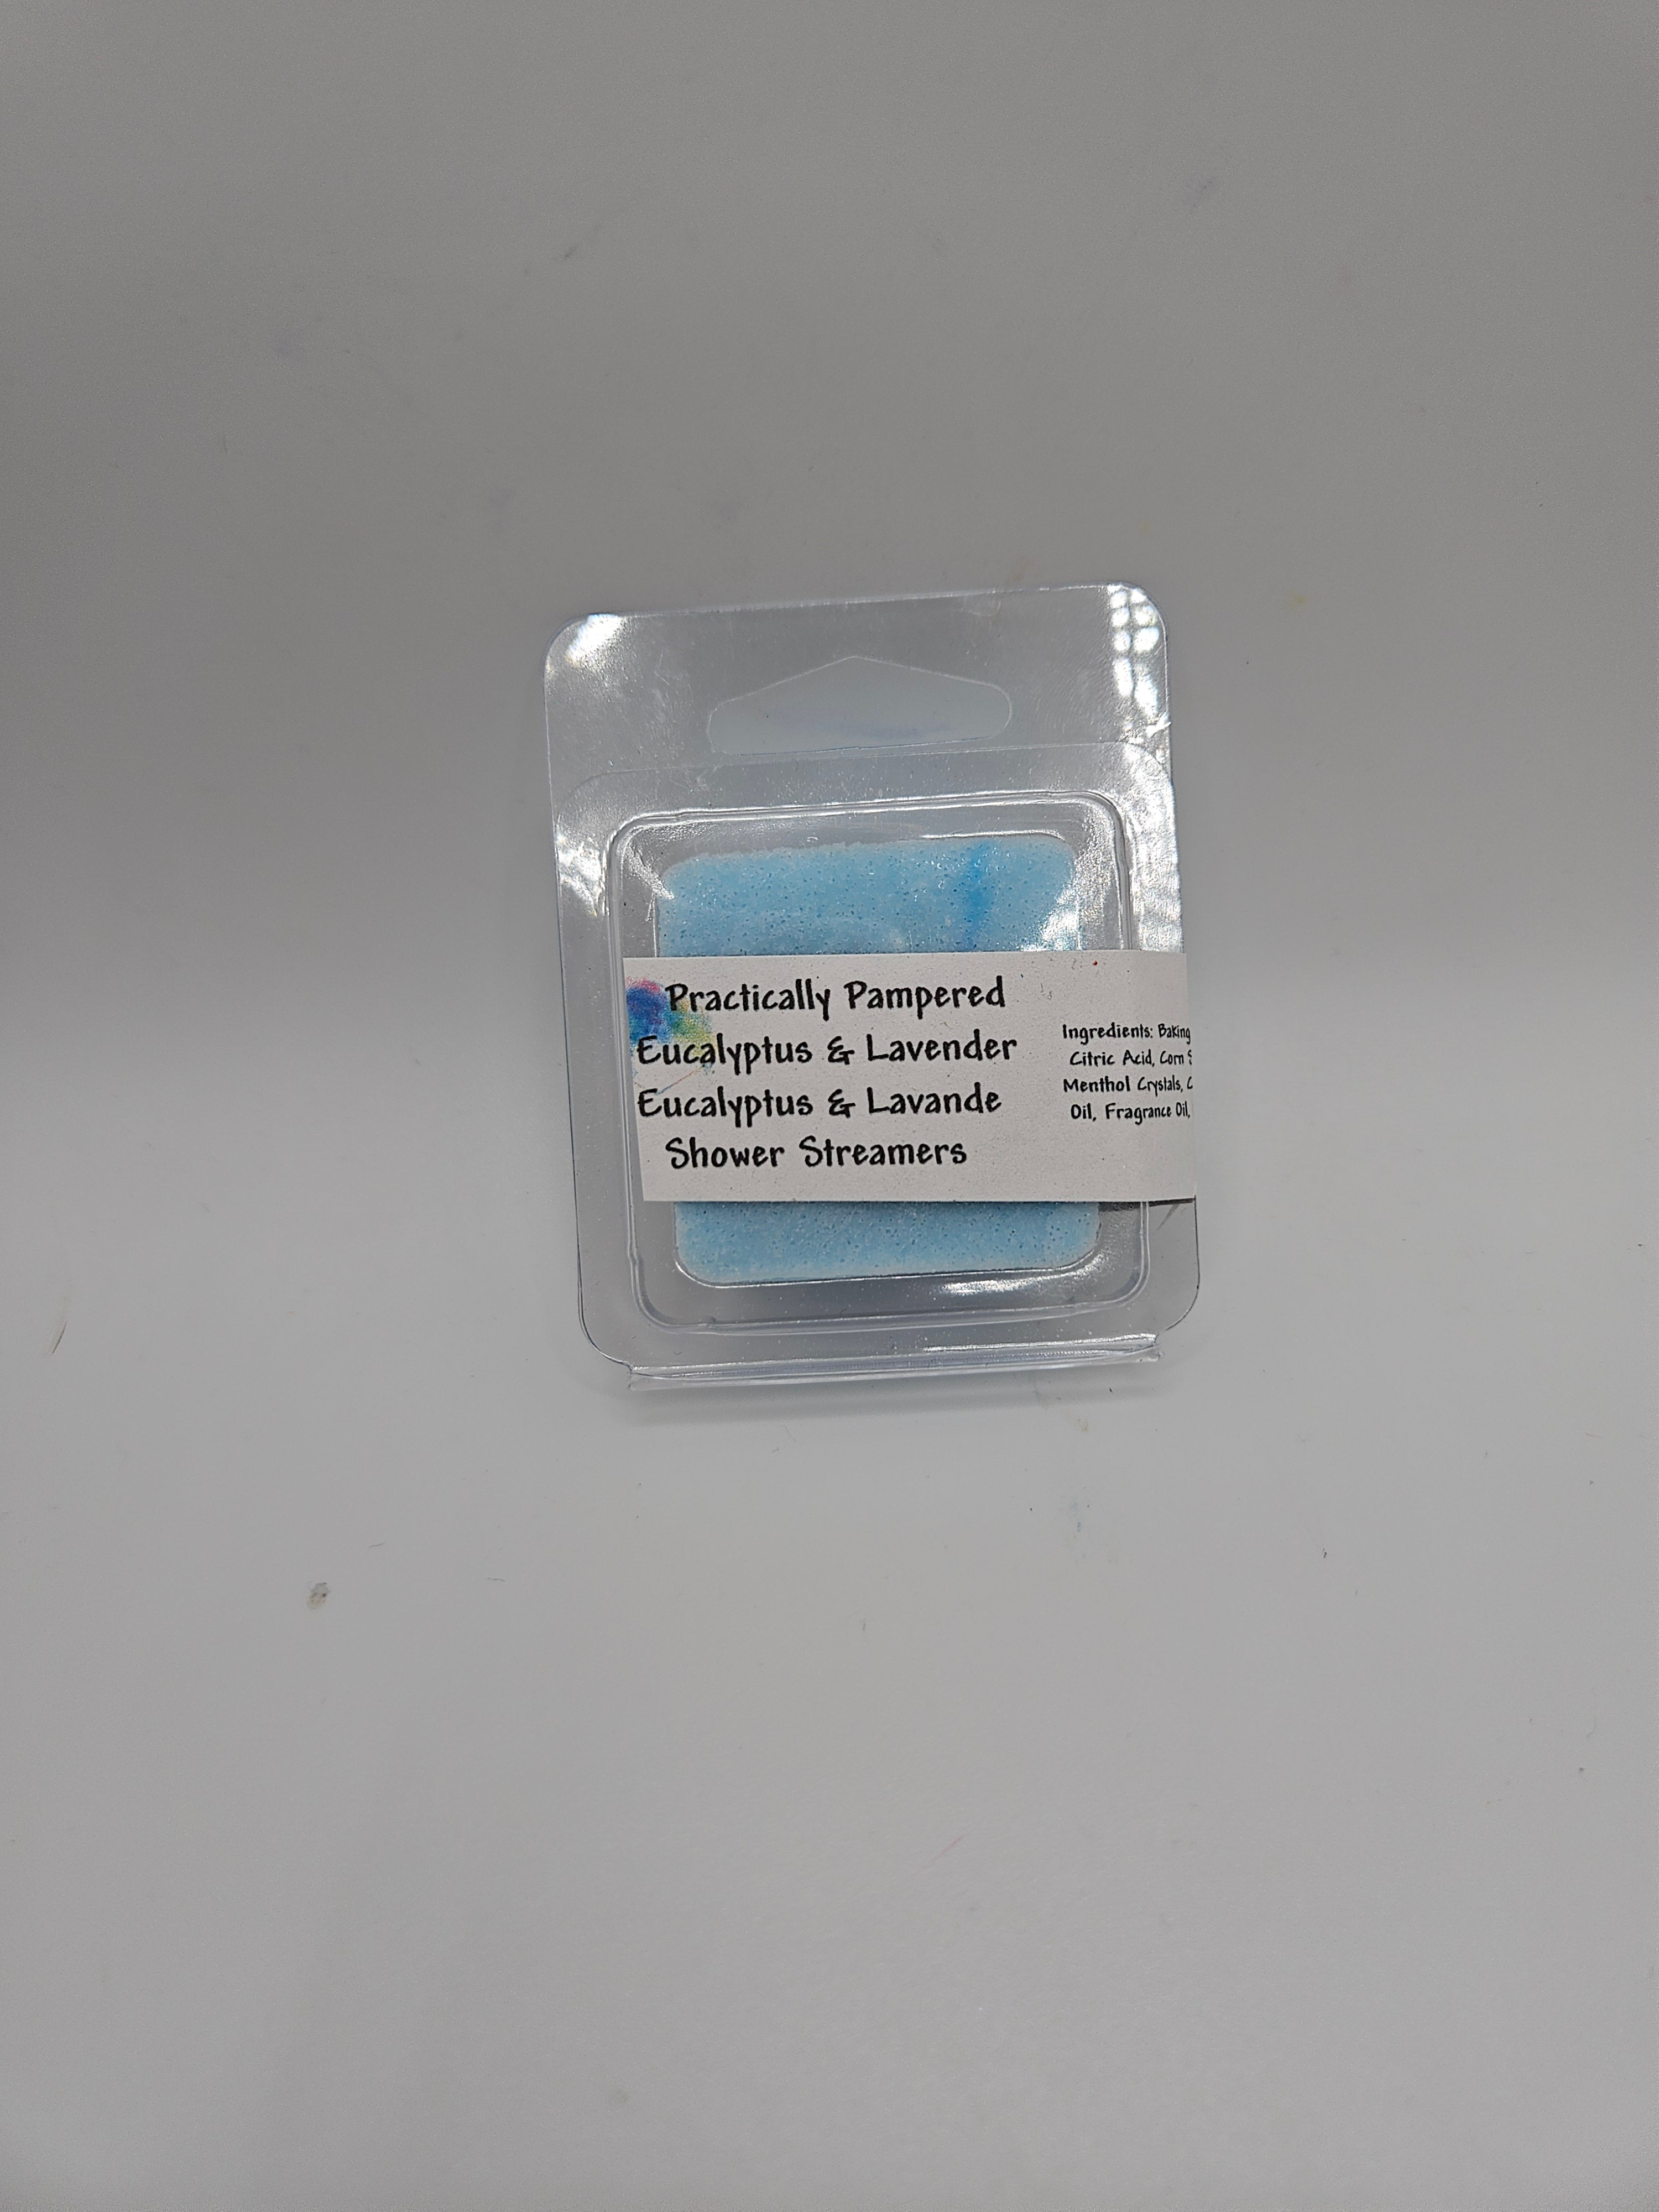 Practically Pampered
Eucalyptus & Lavender
Eucalyptus & Lavande
Shower Streamers
Ingredients: Baking
Citric Acid, Corn
Menthol Crystals,
Oil, Fragrance Oil,